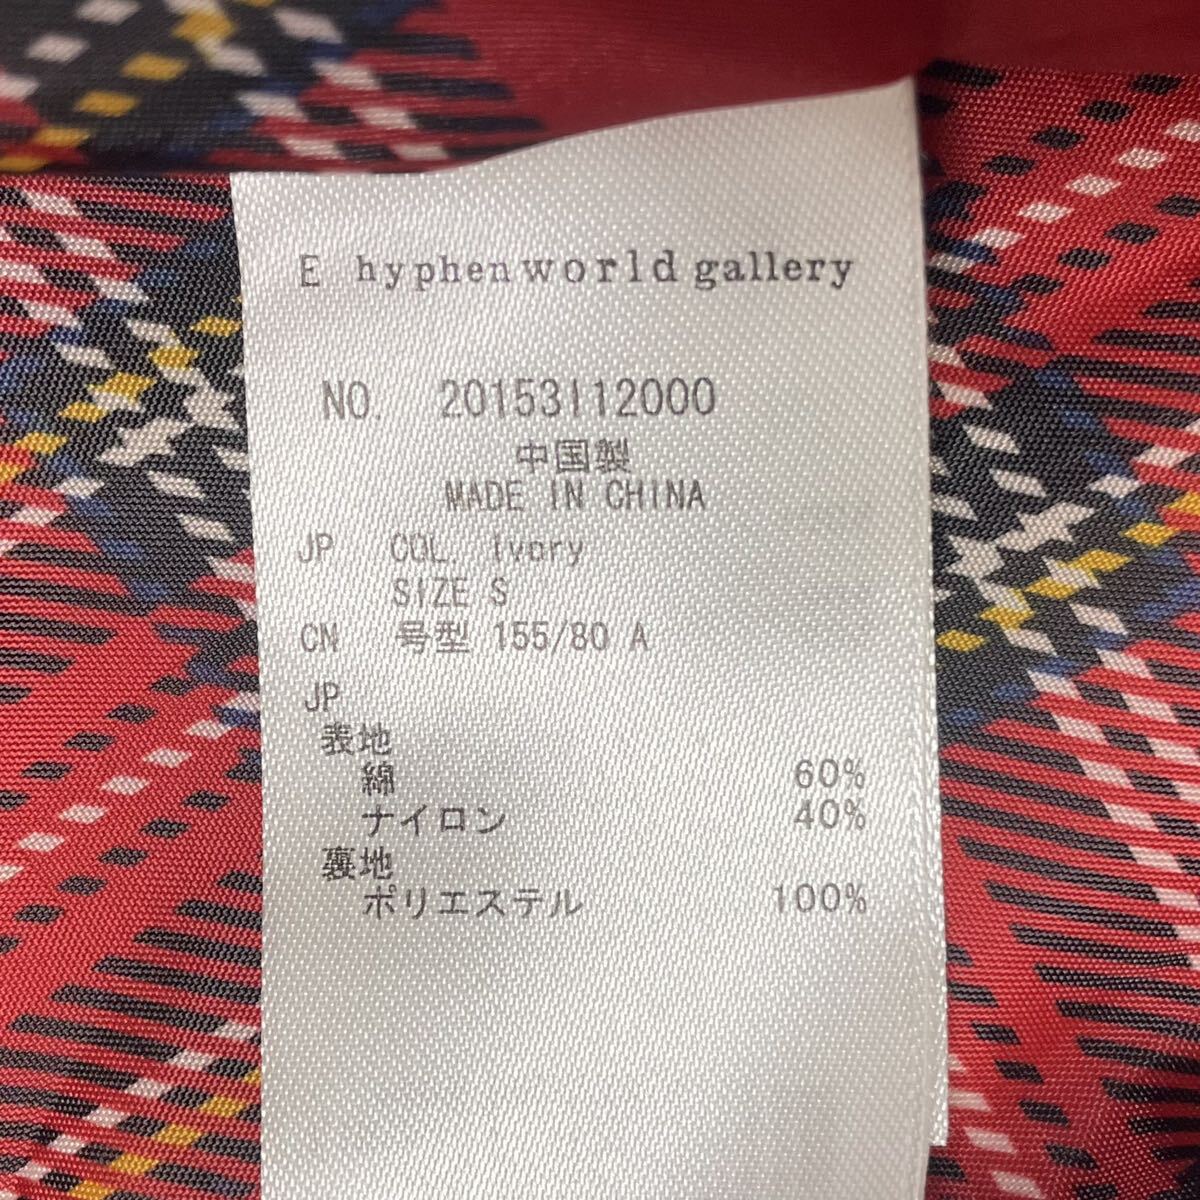 E hyphen world gallery
NO. 20153112000
中国製
MADE IN CHINA
JP COL Ivory
SIZE S
CN 号型 155/80 A
JP
表地
綿 60%
ナイロン 40%
裏地
ポリエステル 100%